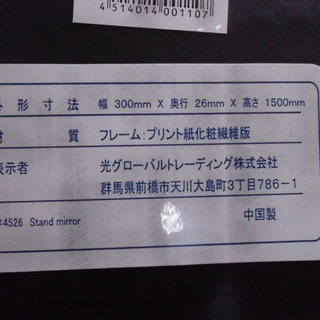 4514014001107
外形寸法 幅 300mm X 奥行 26mm X 高さ 1500mm
材質 フレーム:プリント紙化粧繊維版
表示者 光グローバルトレーディング株式会社
群馬県前橋市天川大島町3丁目786-1
#4526 Stand mirror 中国製